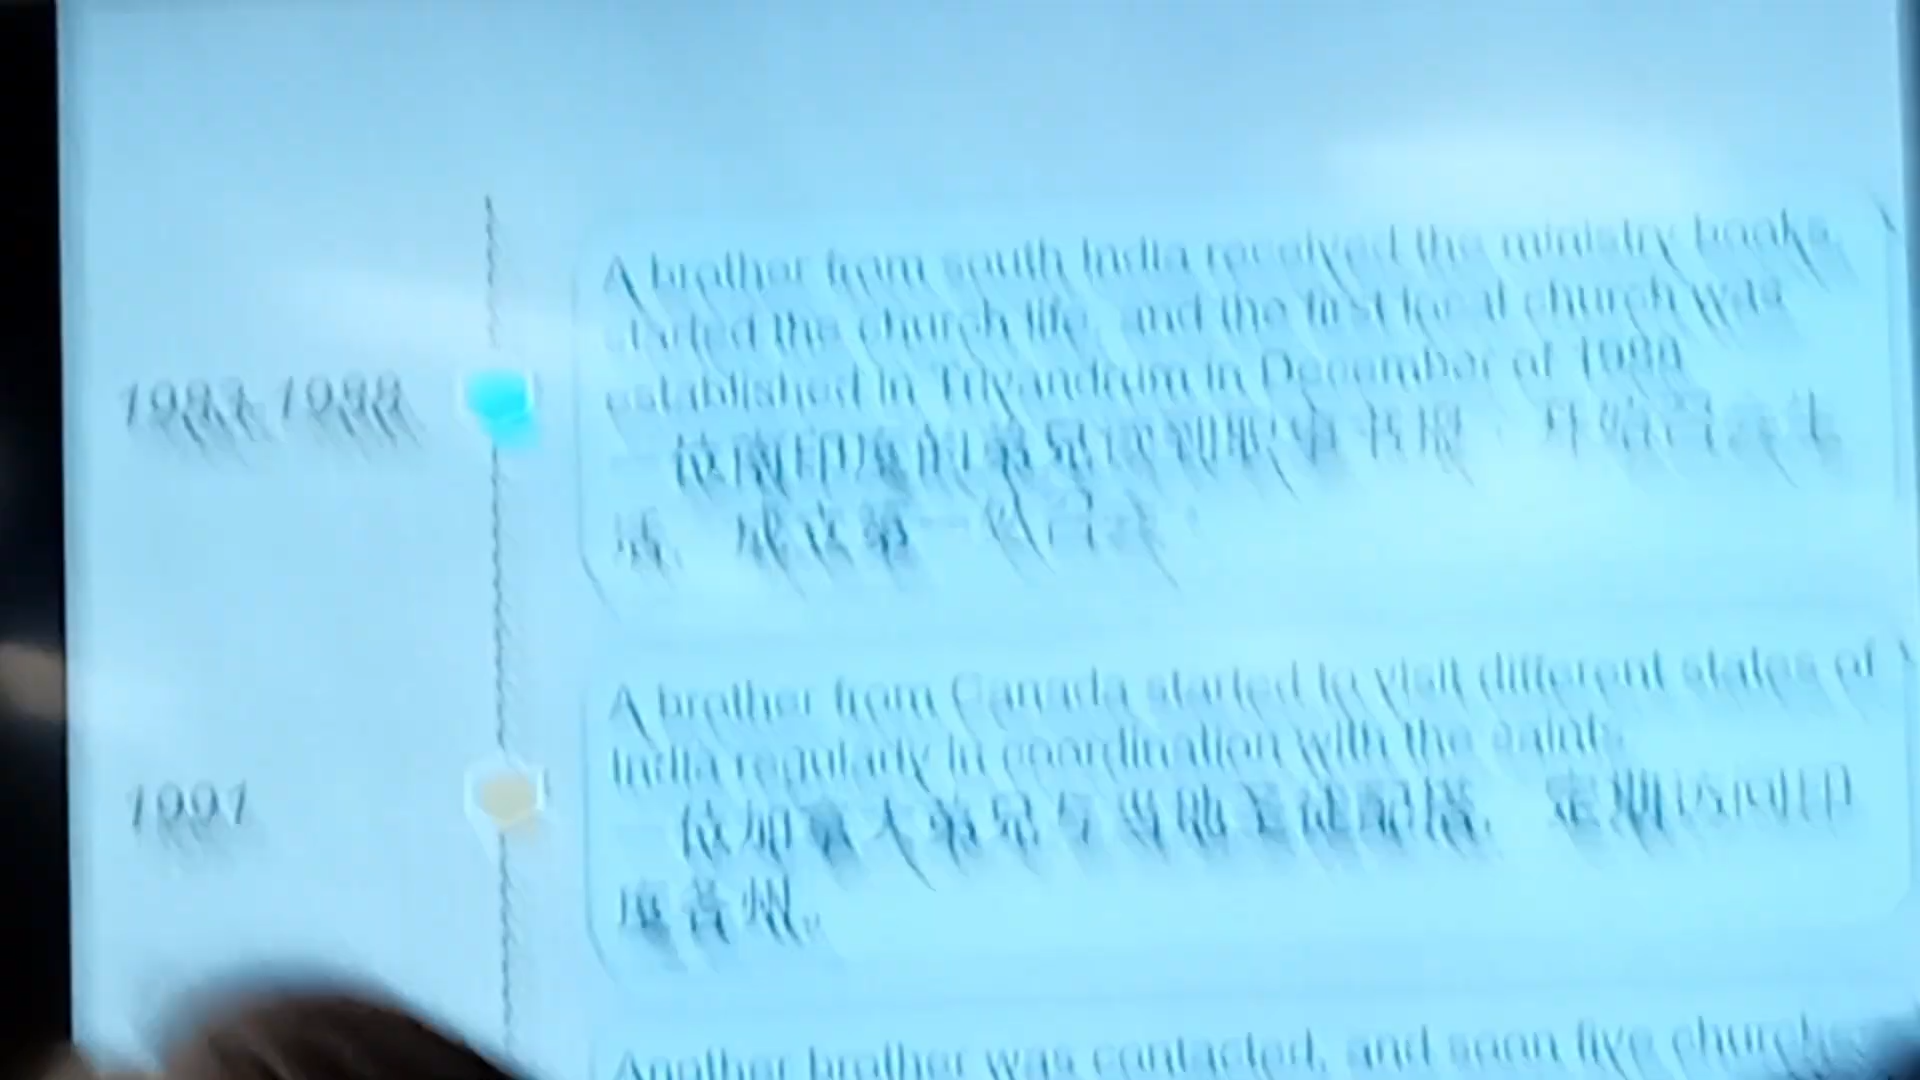 A brother from south India received the ministry books,
started the church life, and the first local church was
established in Trivandrum in December of
一位南印度的弟兄读到职事书报，开始召会生
活，成立第一处召会。
1991
A brother from Canada started to visit different states of
India regularly in coordination with the saints.
一位加拿大弟兄与当地圣徒配搭，定期访问印
度各州。
Another brother was contacted, and soon five churches